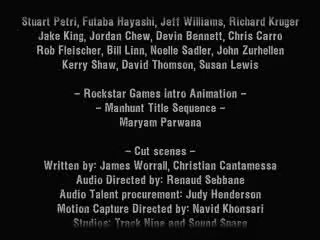 Stuart Petri, Futaba Hayashi, Jeff Williams, Richard Kruger
Jake King, Jordan Chew, Devin Bennett, Chris Carro
Rob Fleischer, Bill Linn, Noelle Sadler, John Zurhellen
Kerry Shaw, David Thomson, Susan Lewis
– Rockstar Games intro Animation –
– Manhunt Title Sequence –
Maryam Parwana
– Cut scenes –
Written by: James Worrall, Christian Cantamessa
Audio Directed by: Renaud Sebbane
Audio Talent procurement: Judy Henderson
Motion Capture Directed by: Navid Khonsari
Studios: Track Nine and Sound Space